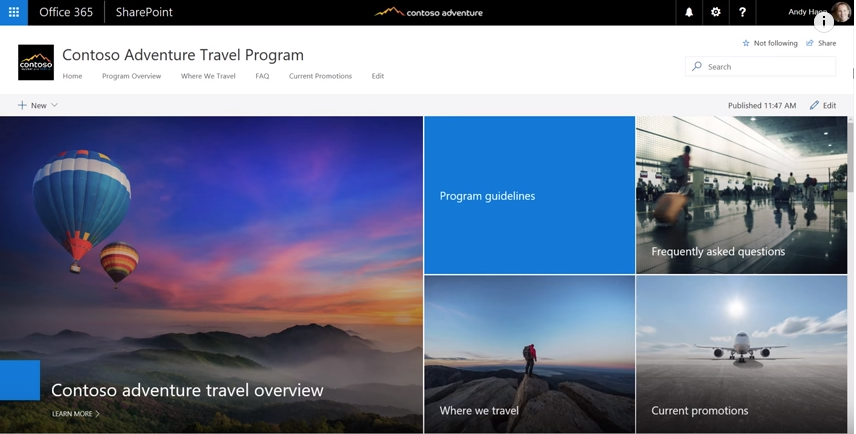 Office 365
SharePoint
contoso adventure
?
Andy
i
Not following
Share
contoso
Contoso Adventure Travel Program
Search
Home
Program Overview
Where We Travel
FAQ
Current Promotions
Edit
New
Published 11:47 AM
Edit
Program guidelines
Frequently asked questions
Contoso adventure travel overview
LEARN MORE
Where we travel
Current promotions